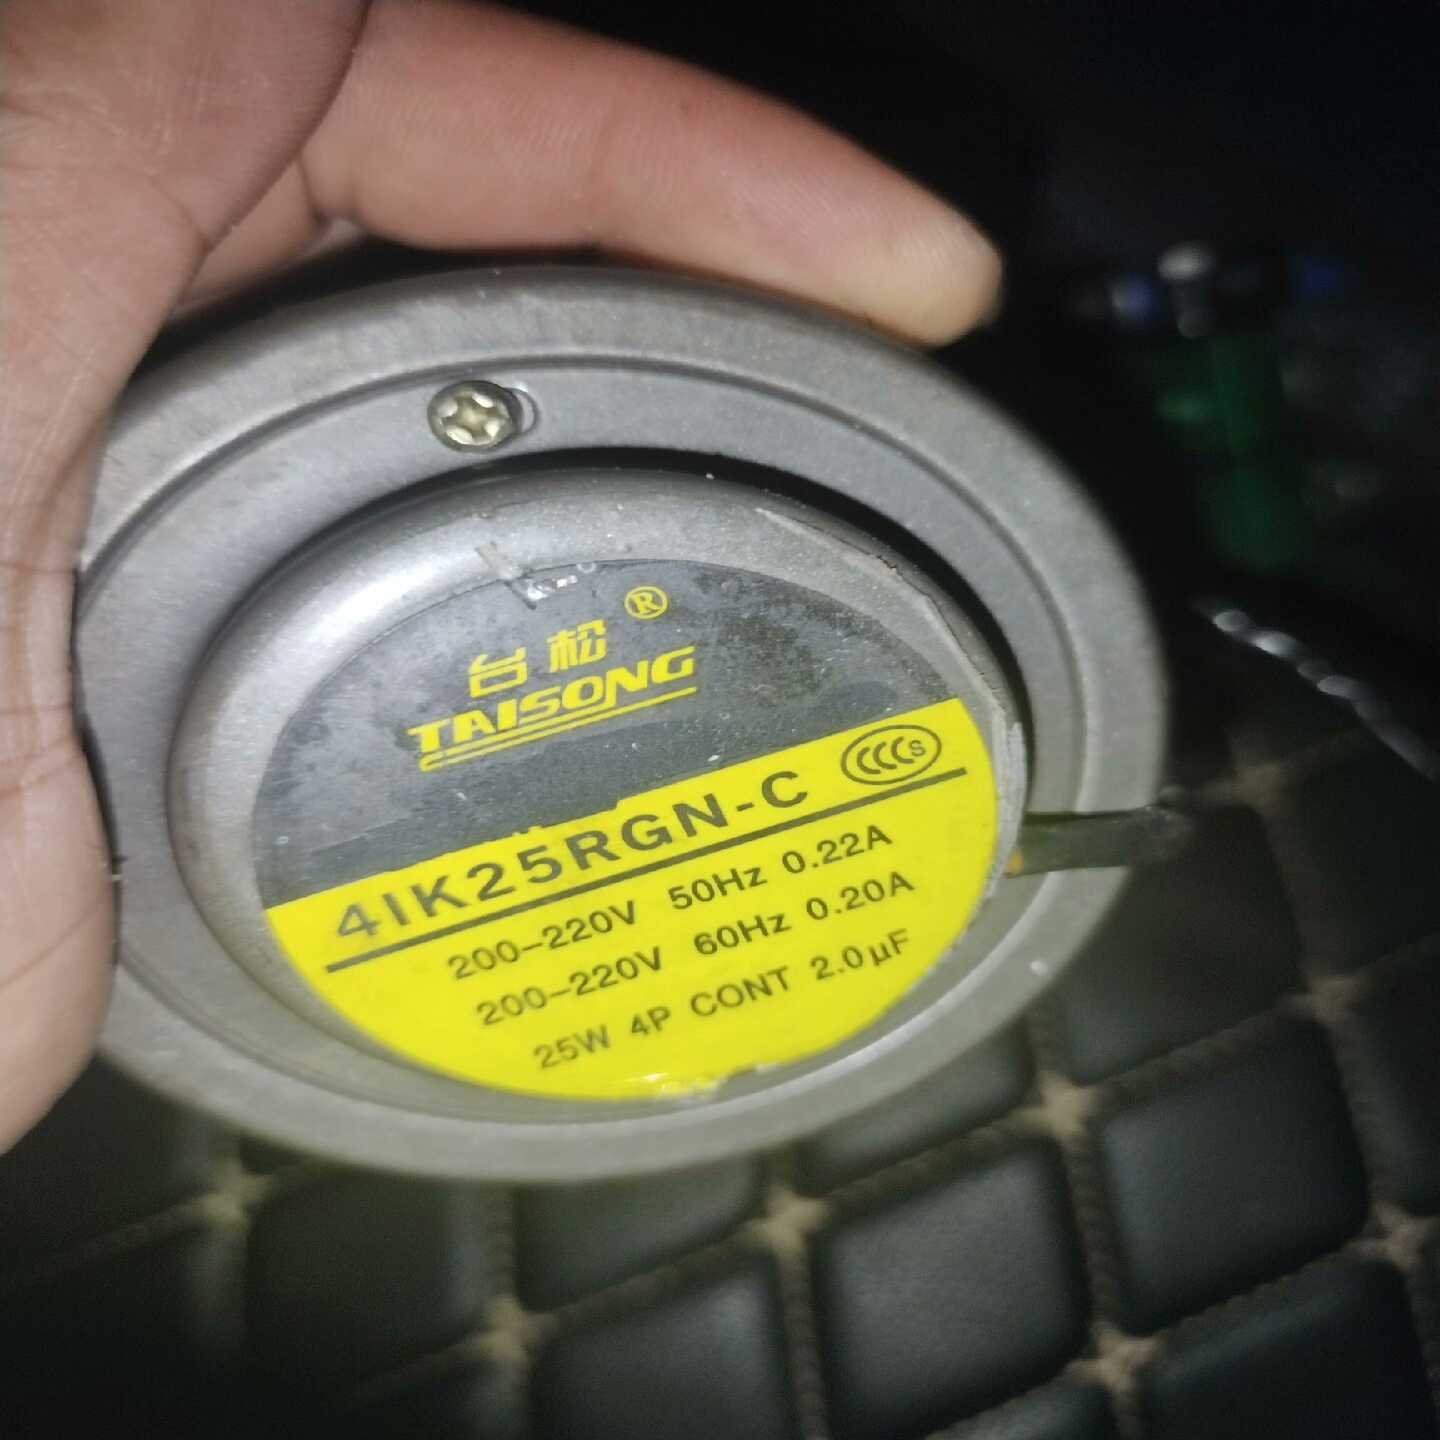 台松®
TAISONG
4IK25RGN-C CCCS
200-220V 50Hz 0.22A
200-220V 60Hz 0.20A
25W 4P CONT 2.0µF